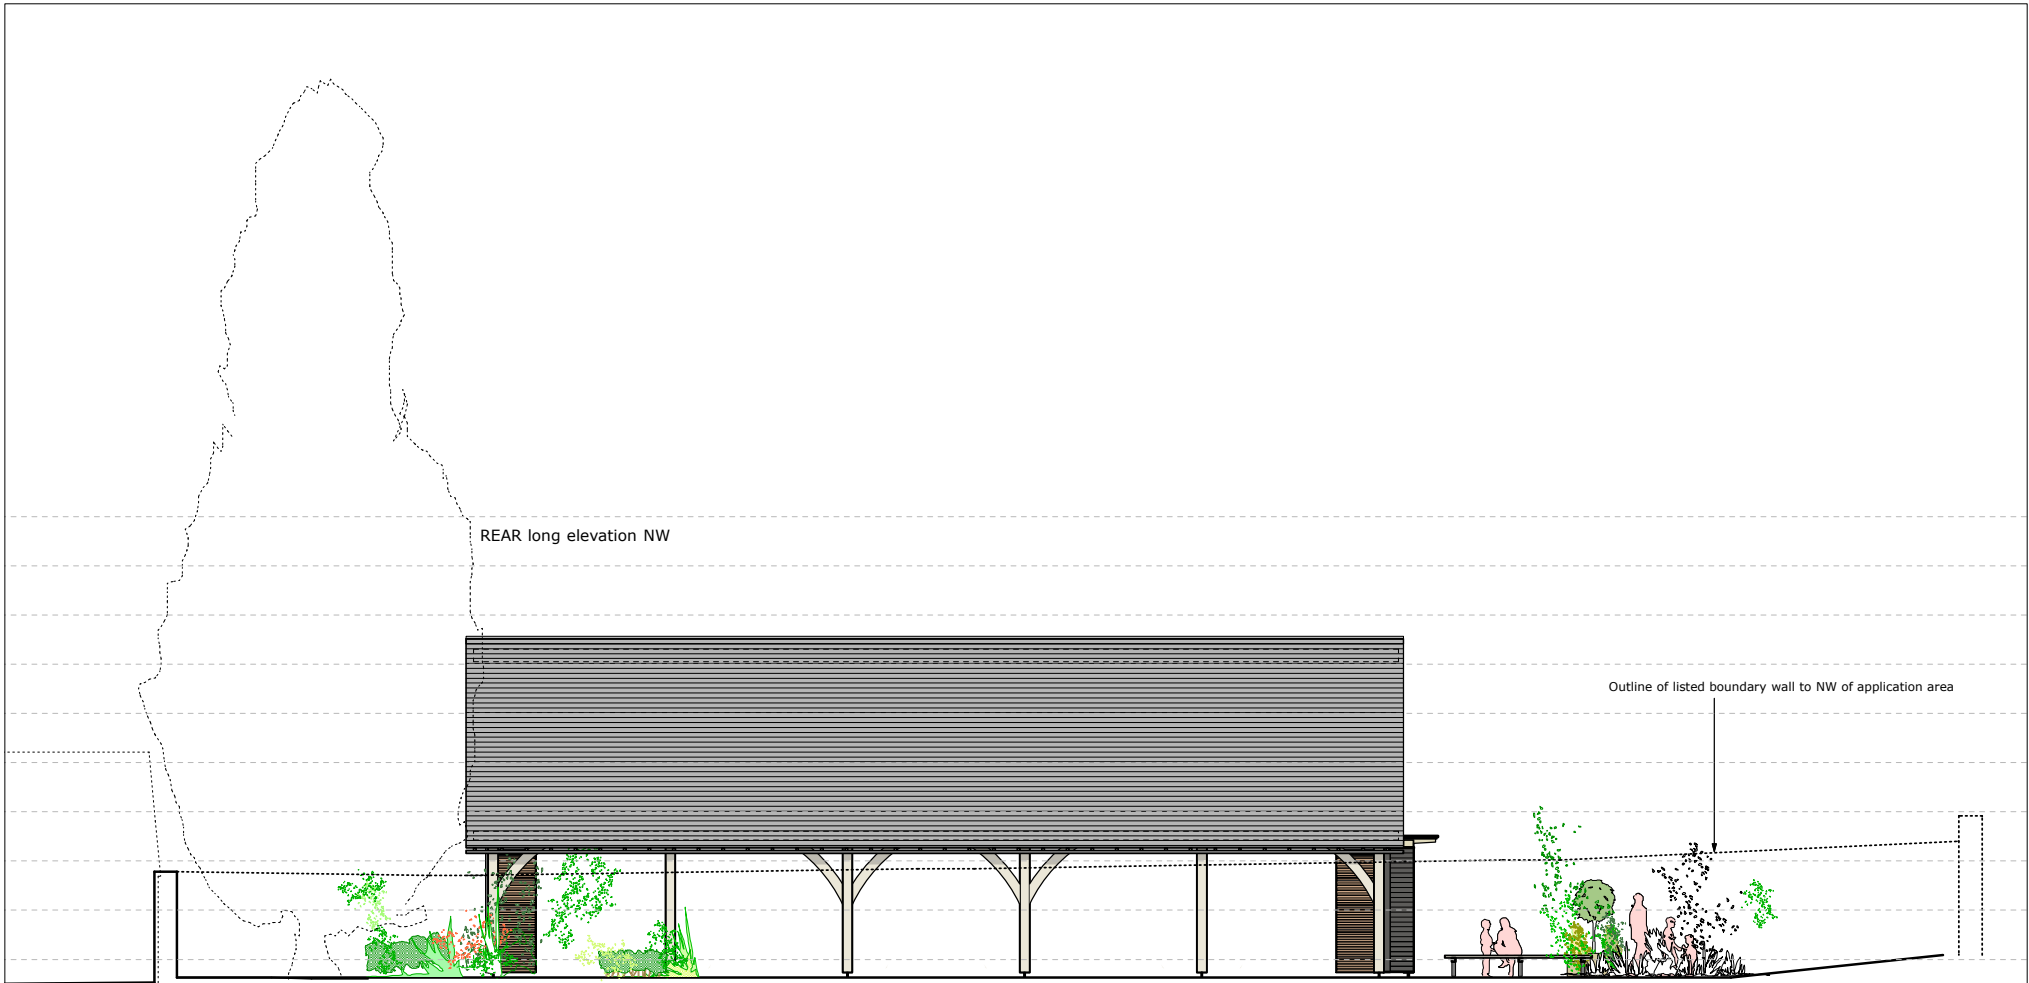 REAR long elevation NW
Outline of listed boundary wall to NW of application area